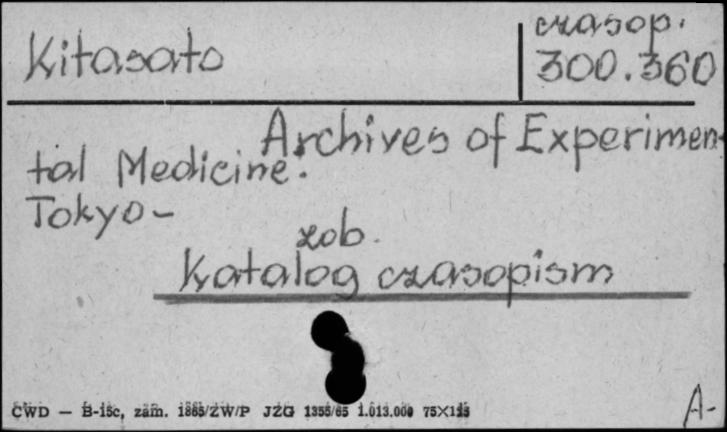 Kitasato
czasop.
300.360
Archives of Experimen-
tal Medicine.
Tokyo-
zob.
Katalog czasopism
CWD — B-15c, zam. 1865/ZW/P JZG 1355/65 1.013.000 75×125
A-